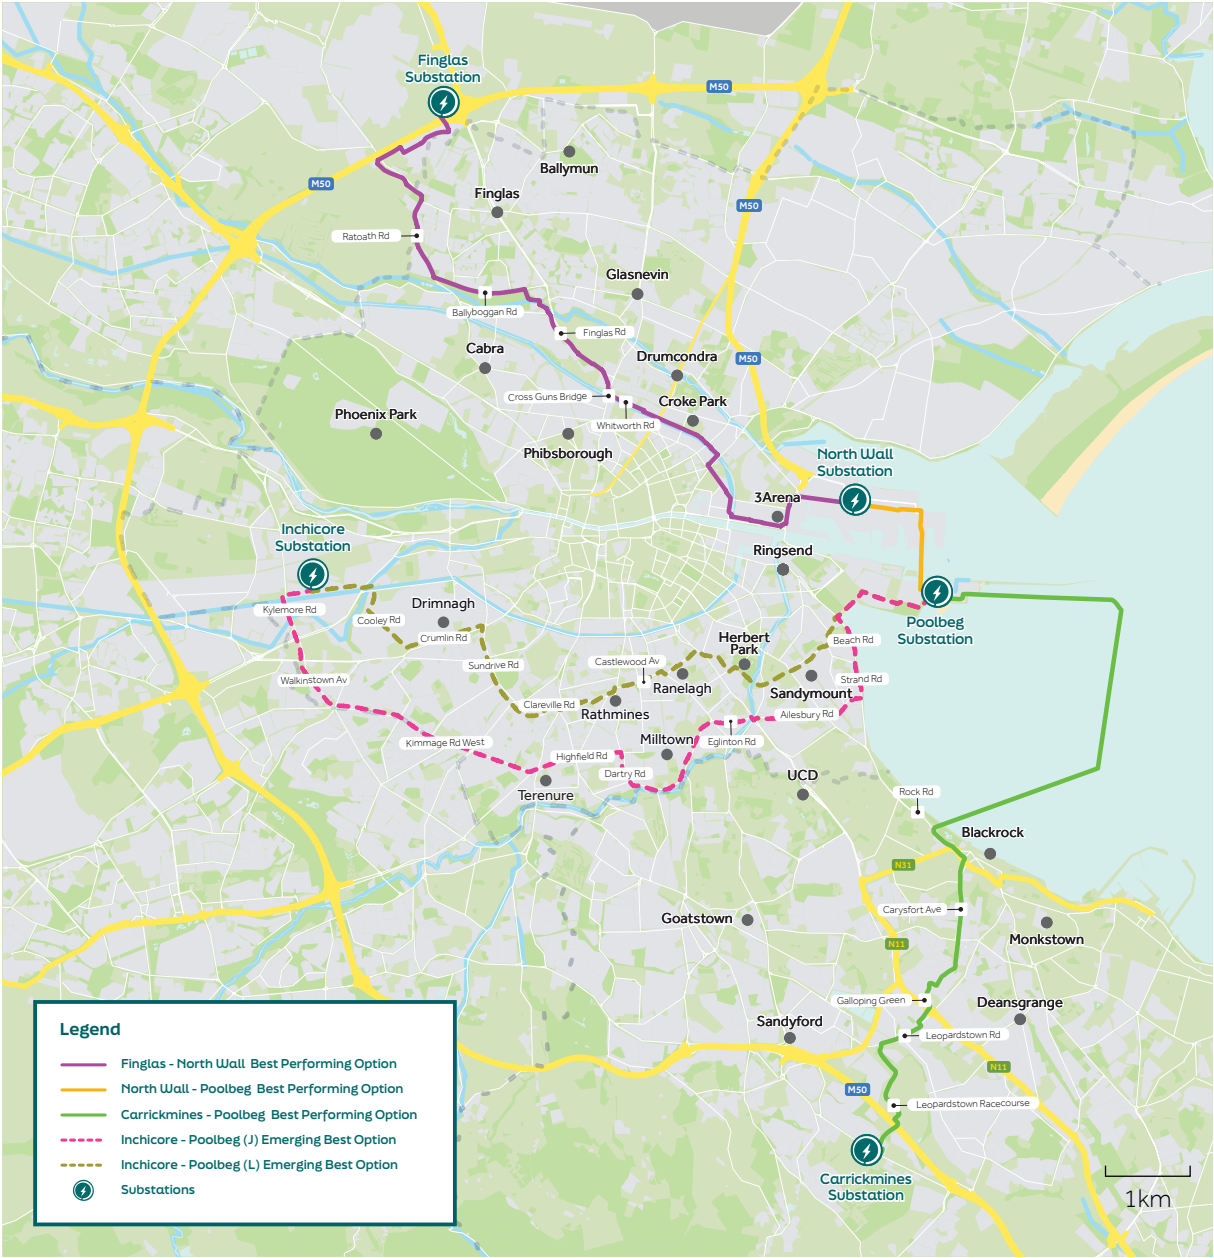 Finglas
Substation
M50
Ballymun
M50
Finglas
M50
Ratoath Rd
Glasnevin
Ballyboggan Rd
Finglas Rd
Cabra
Drumcondra
M50
Cross Guns Bridge
Croke Park
Phoenix Park
Whitworth Rd
Phibsborough
North Wall
Substation
3Arena
Inchicore
Substation
Ringsend
Kylemore Rd
Drimnagh
Cooley Rd
Crumlin Rd
Poolbeg
Substation
Herbert
Park
Beach Rd
Sundrive Rd
Castlewood Av
Walkinstown Av
Ranelagh
Strand Rd
Sandymount
Clareville Rd
Rathmines
Ailesbury Rd
Kimmage Rd West
Milltown
Eglinton Rd
Highfield Rd
Dartry Rd
UCD
Terenure
Rock Rd
Blackrock
N31
Carysfort Ave
Goatstown
Monkstown
N11
Galloping Green
Deansgrange
Sandyford
Leopardstown Rd
N11
M50
Leopardstown Racecourse
Carrickmines
Substation
1km
Legend
Finglas - North Wall Best Performing Option
North Wall - Poolbeg Best Performing Option
Carrickmines - Poolbeg Best Performing Option
Inchicore - Poolbeg (J) Emerging Best Option
Inchicore - Poolbeg (L) Emerging Best Option
Substations